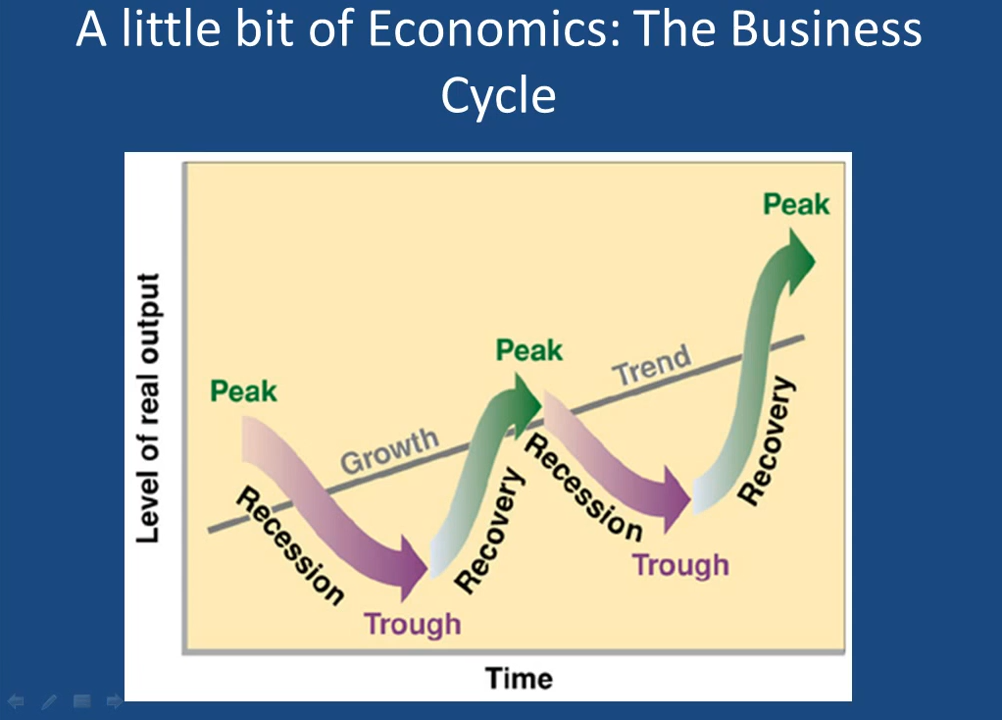 A little bit of Economics: The Business
Cycle
Peak
Peak
Peak
Trend
Growth
Recession
Recovery
Recession
Recovery
Trough
Trough
Level of real output
Time